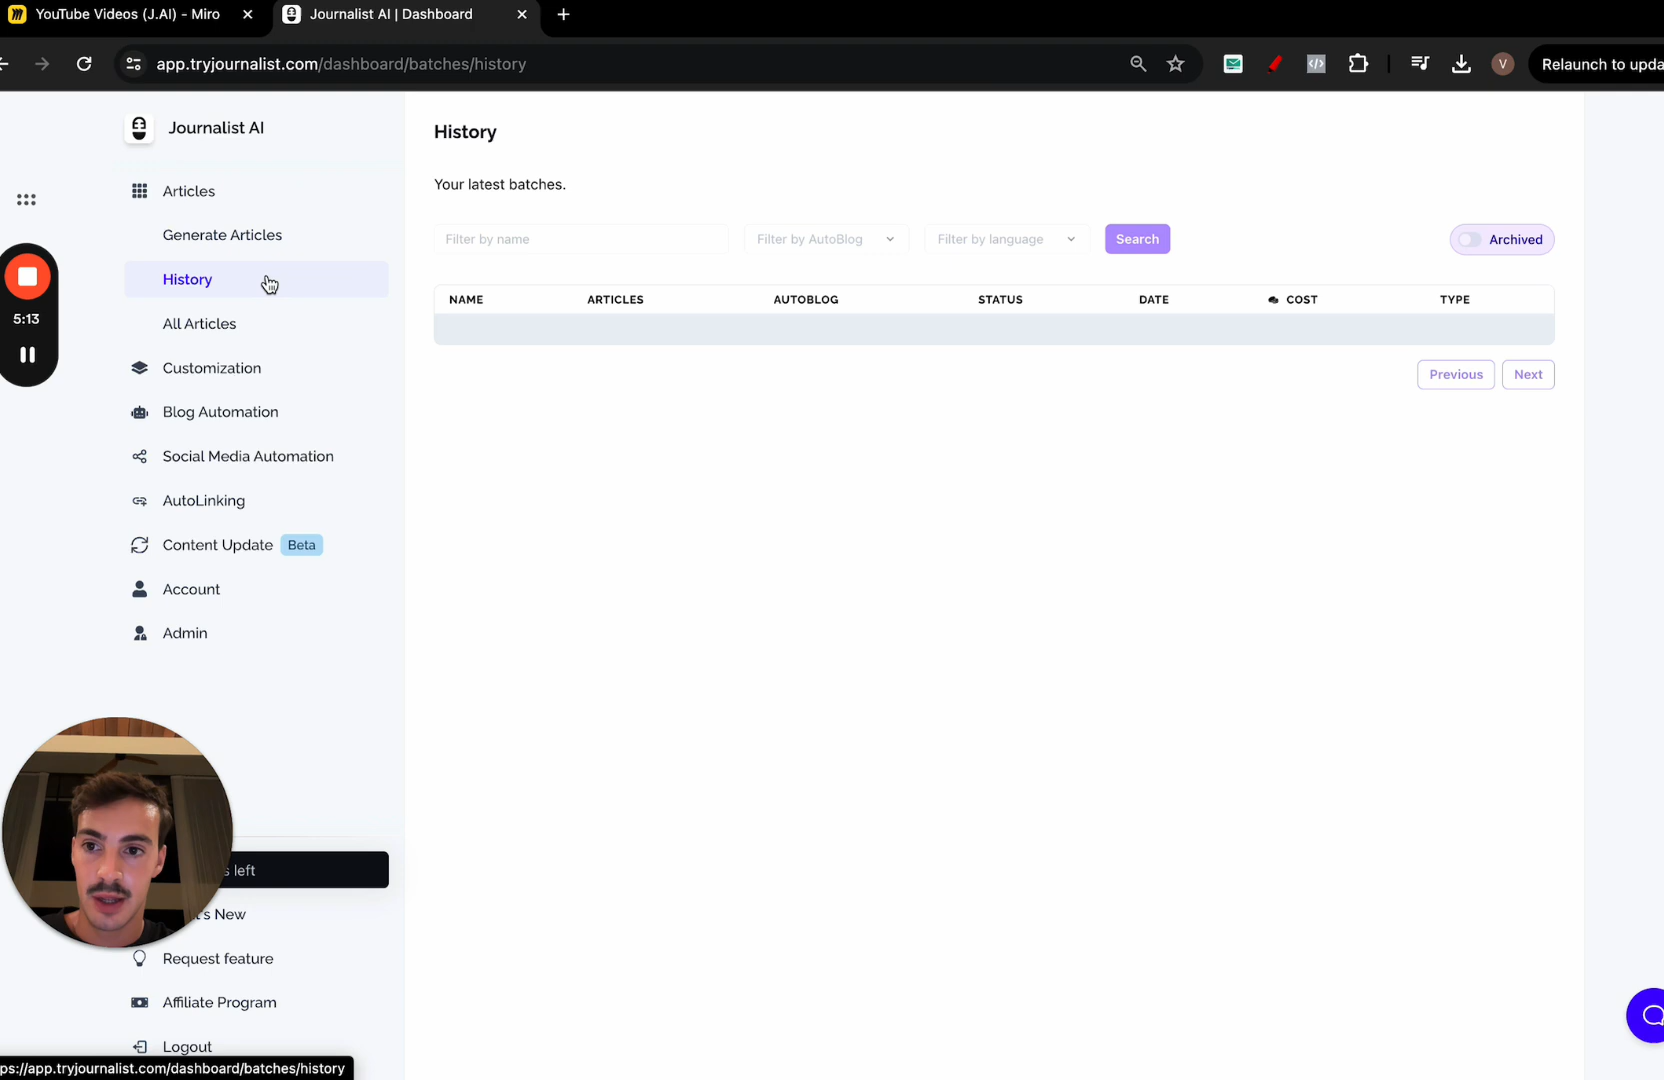 YouTube Videos (J.AI) - Miro
Journalist AI | Dashboard
app.tryjournalist.com/dashboard/batches/history
V
Relaunch to upda
Journalist AI
Articles
Generate Articles
History
All Articles
Customization
Blog Automation
Social Media Automation
AutoLinking
Content Update Beta
Account
Admin
5:13
s left
t's New
Request feature
Affiliate Program
Logout
ps://app.tryjournalist.com/dashboard/batches/history
History
Your latest batches.
Filter by name
Filter by AutoBlog
Filter by language
Search
Archived
NAME ARTICLES AUTOBLOG STATUS DATE COST TYPE
Previous Next